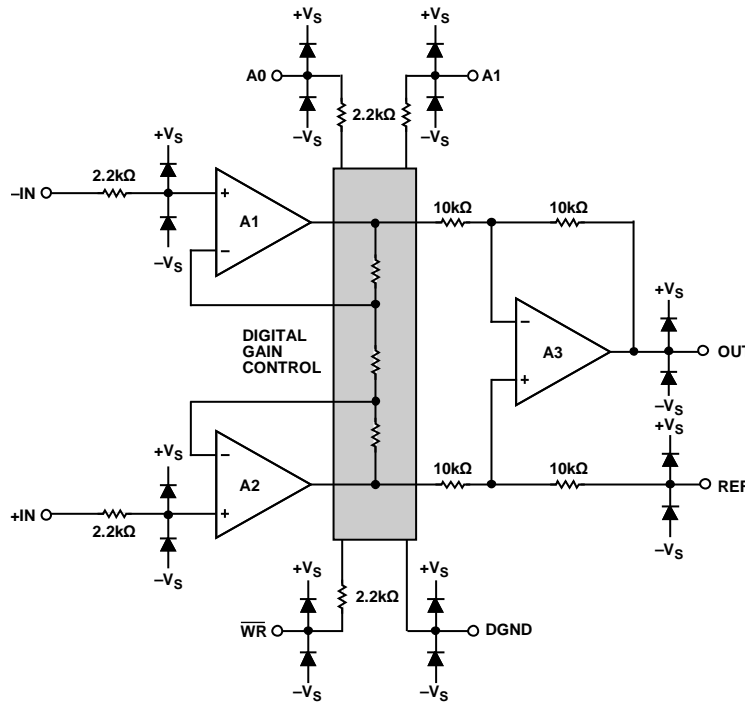 +VS +VS
A0 A1
2.2kΩ
–VS –VS
+VS
2.2kΩ
–IN
+
A1
–
–VS
10kΩ 10kΩ
DIGITAL
GAIN
CONTROL
–
A3
+
+VS
OUT
–VS
–
A2
+
+VS
+IN
2.2kΩ
–VS
10kΩ 10kΩ
+VS
REF
–VS
+VS +VS
2.2kΩ
WR DGND
–VS –VS